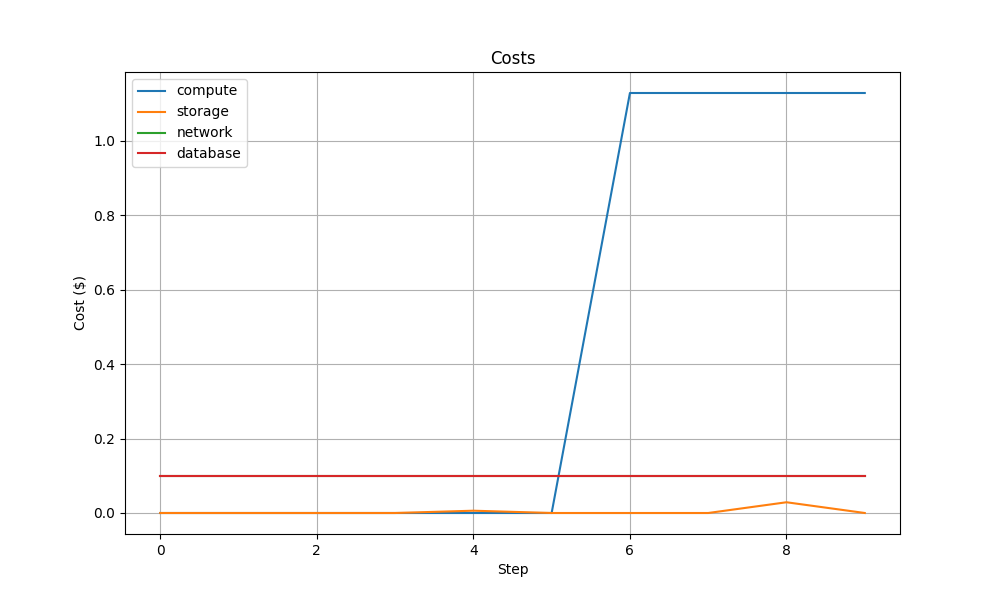 Costs
compute
storage
network
database
1.0
0.8
0.6
0.4
0.2
0.0
Cost ($)
0 2 4 6 8
Step